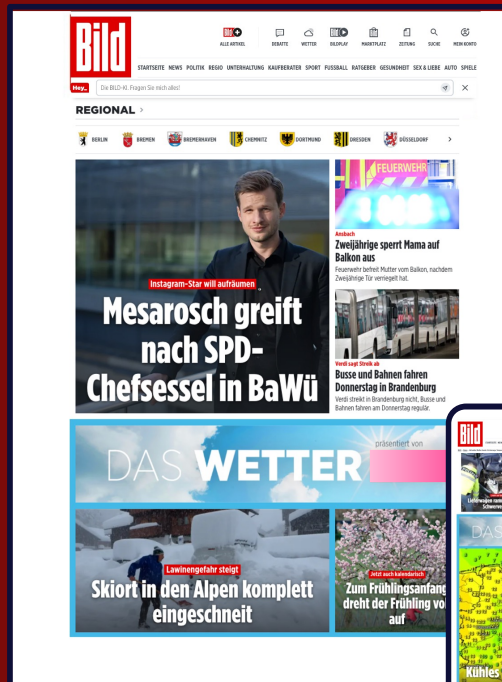 Bild
Bild
ALLE ARTIKEL
DEBATTE
WETTER
BILDPLAY
MARKTPLATZ
ZEITUNG
SUCHE
MEIN KONTO
STARTSEITE NEWS POLITIK REGIO UNTERHALTUNG KAUFBERATER SPORT FUSSBALL RATGEBER GESUNDHEIT SEX & LIEBE AUTO SPIELE
Hey_
Die BILD-KI. Fragen Sie mich alles!
REGIONAL
BERLIN
BREMEN
BREMERHAVEN
CHEMNITZ
DORTMUND
DRESDEN
DÜSSELDORF
Instagram-Star will aufräumen
Mesarosch greift
nach SPD-
Chefsessel in BaWü
FEUERWEHR
Ansbach
Zweijährige sperrt Mama auf
Balkon aus
Feuerwehr befreit Mutter vom Balkon, nachdem
Zweijährige Tür verriegelt hat.
Verdi sagt Streik ab
Busse und Bahnen fahren
Donnerstag in Brandenburg
Verdi streikt in Brandenburg nicht. Busse und
Bahnen fahren am Donnerstag regulär.
DAS WETTER
präsentiert von
Lawinengefahr steigt
Skiort in den Alpen komplett
eingeschneit
Jetzt auch kalendarisch
Zum Frühlingsanfang
dreht der Frühling vo
auf
Bild
Lieferwagen ram
Schwerver
DAS
Kühles